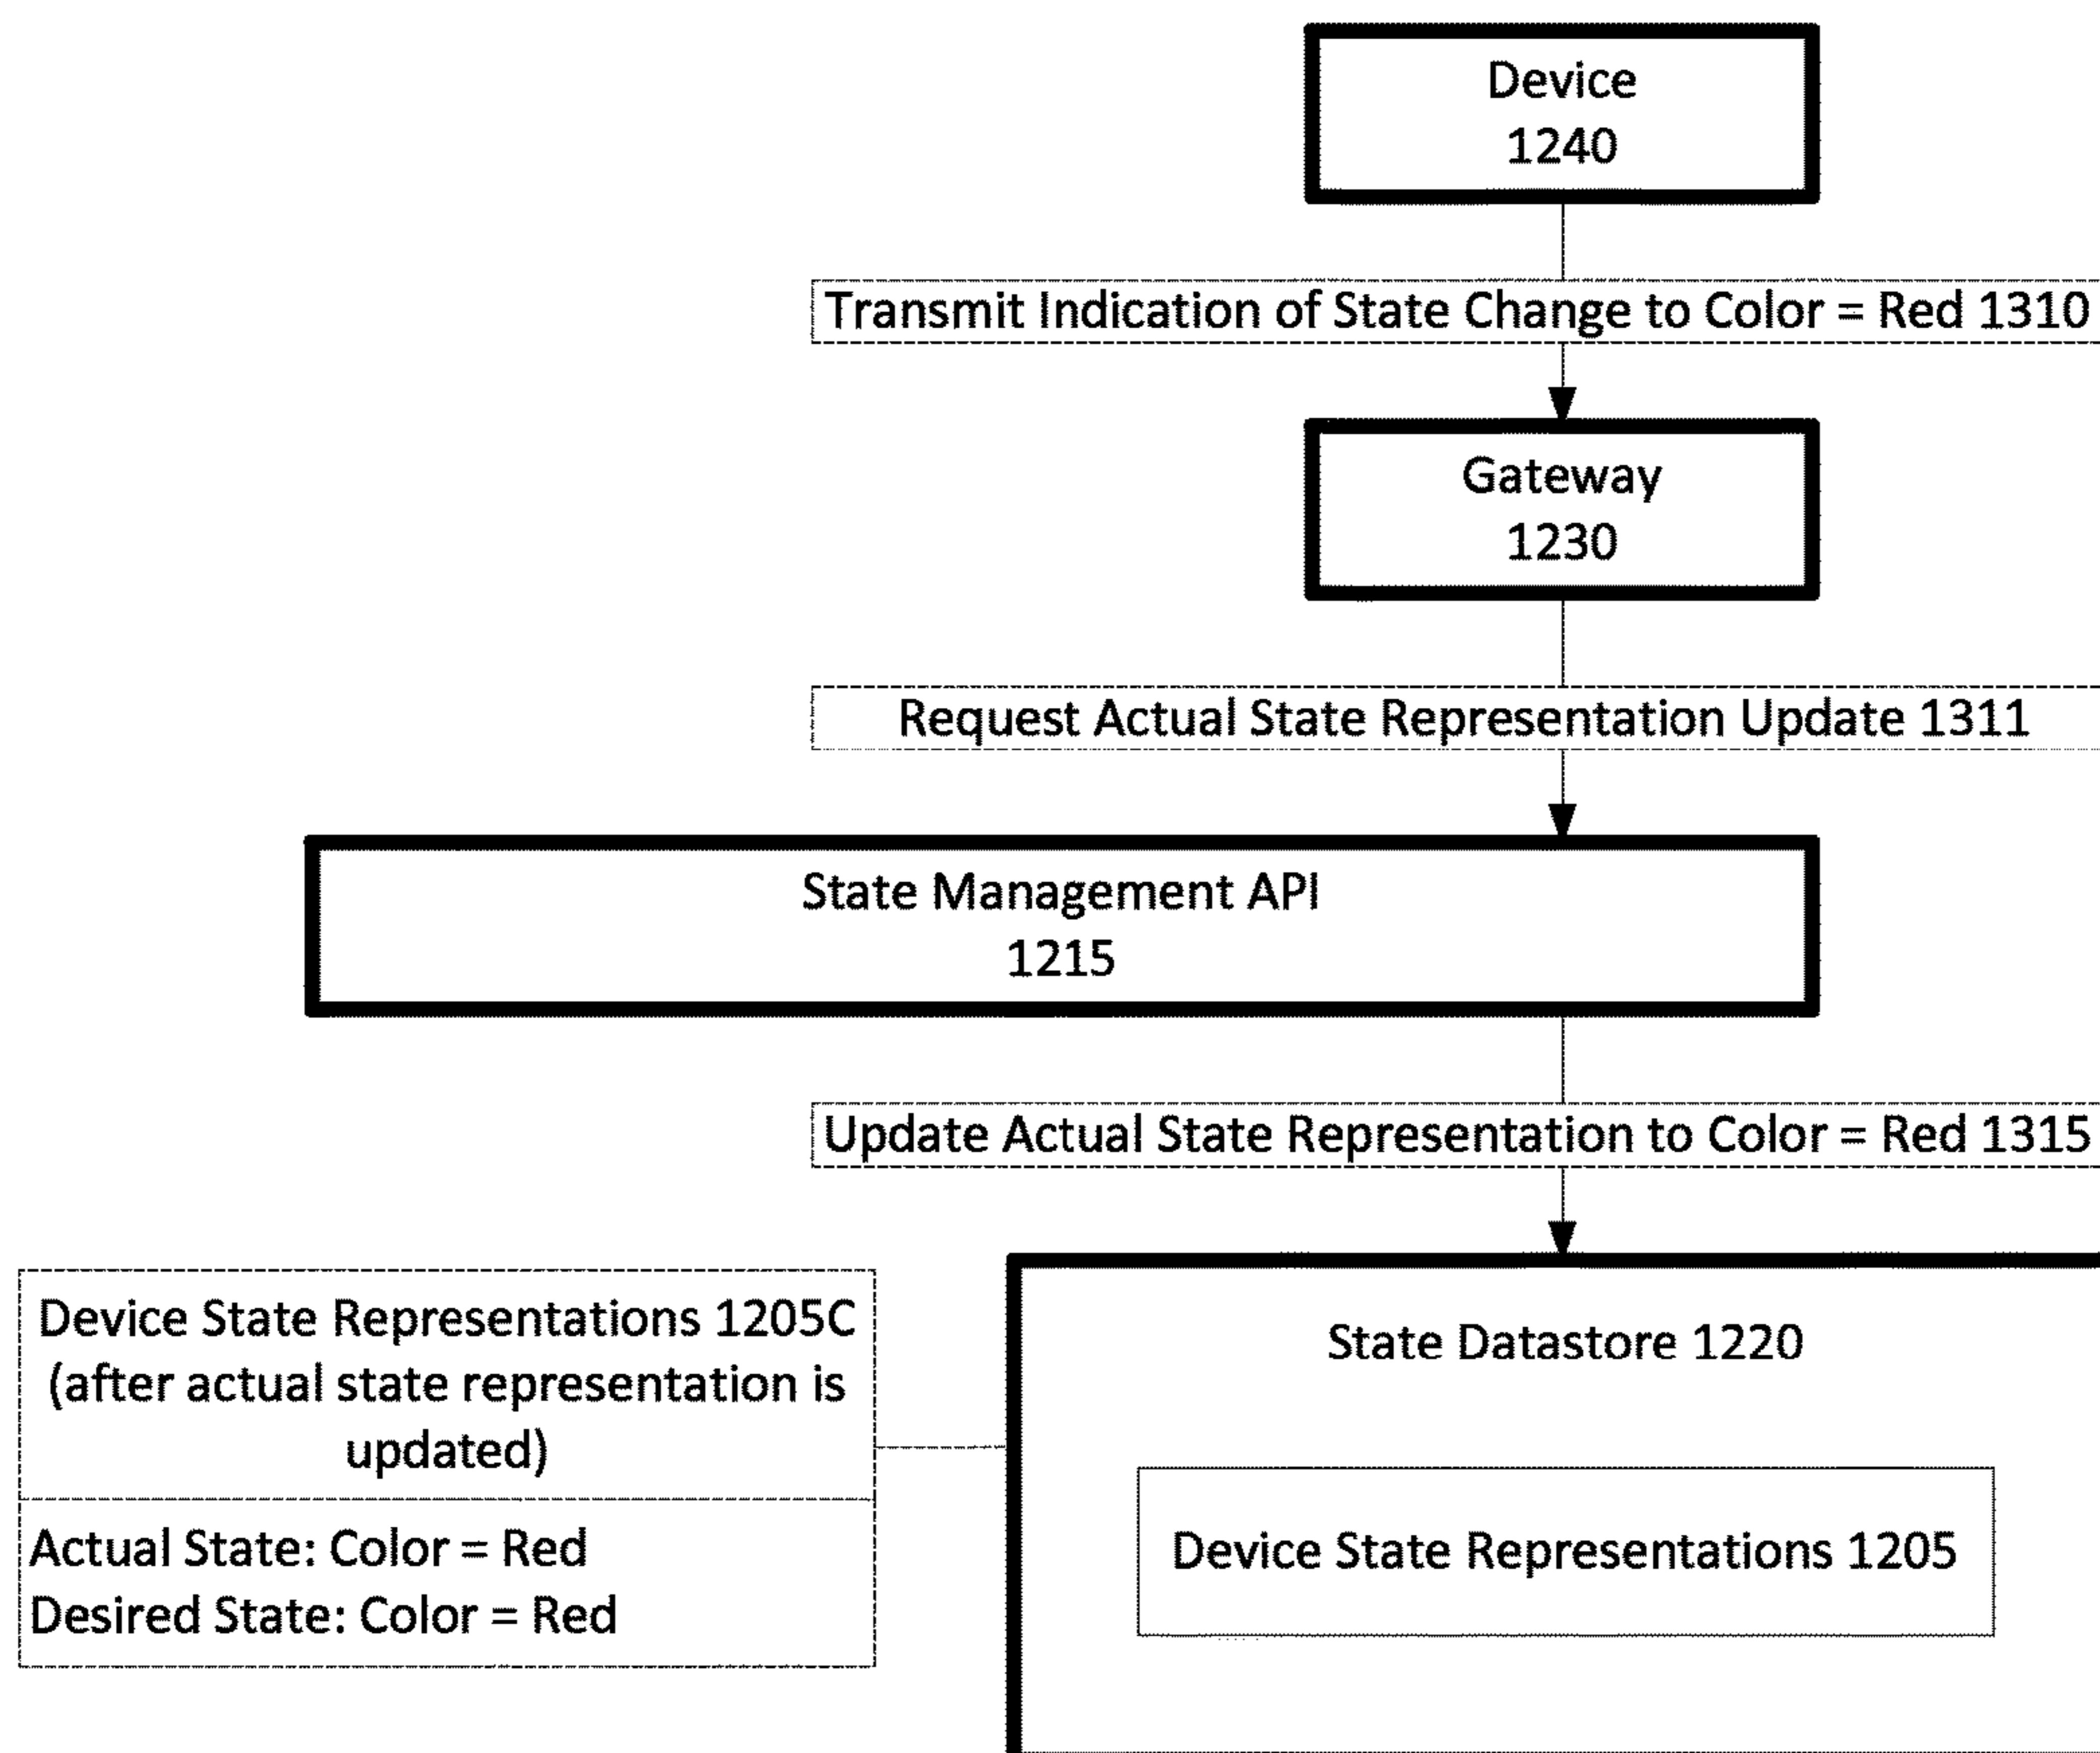 Device
1240
Transmit Indication of State Change to Color = Red 1310
Gateway
1230
Request Actual State Representation Update 1311
State Management API
1215
Update Actual State Representation to Color = Red 1315
Device State Representations 1205C
(after actual state representation is
updated)
Actual State: Color = Red
Desired State: Color = Red
State Datastore 1220
Device State Representations 1205